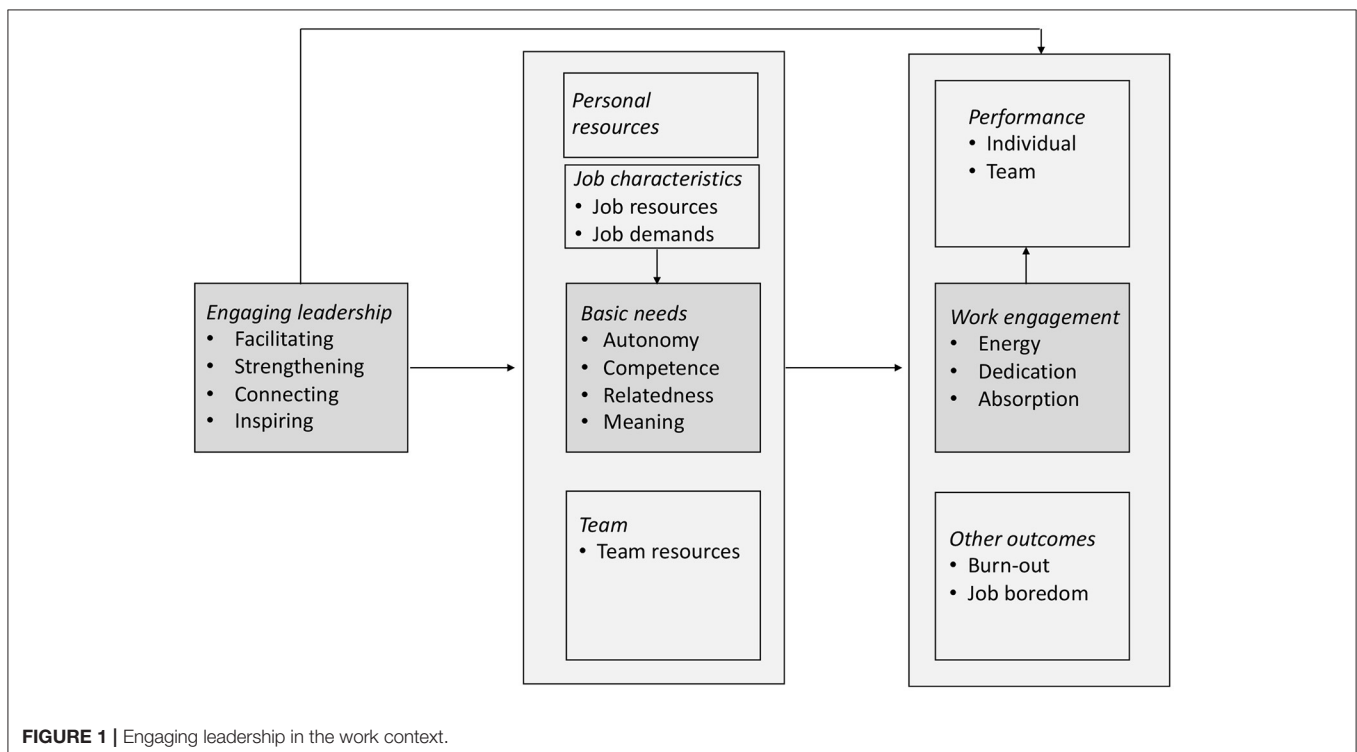 Personal
resources
Job characteristics
• Job resources
• Job demands
Engaging leadership
• Facilitating
• Strengthening
• Connecting
• Inspiring
Basic needs
• Autonomy
• Competence
• Relatedness
• Meaning
Team
• Team resources
Performance
• Individual
• Team
Work engagement
• Energy
• Dedication
• Absorption
Other outcomes
• Burn-out
• Job boredom
FIGURE 1 | Engaging leadership in the work context.